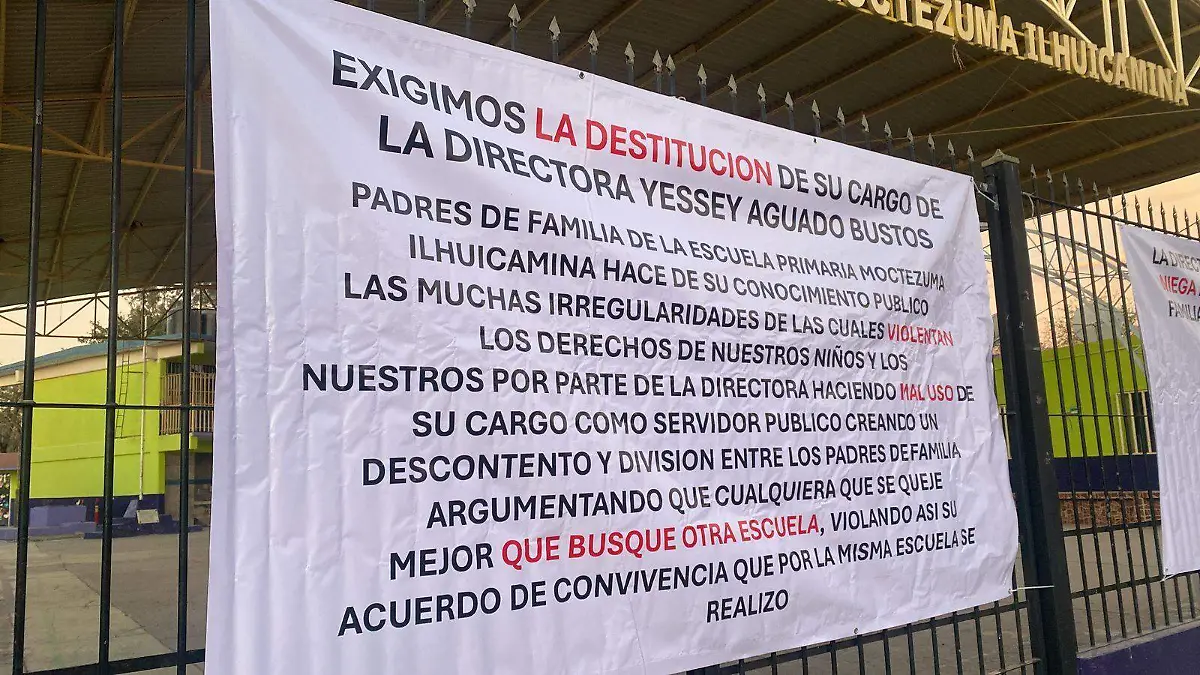 MOCTEZUMA ILHUICAMINA
EXIGIMOS LA DESTITUCION DE SU CARGO DE
LA DIRECTORA YESSEY AGUADO BUSTOS
PADRES DE FAMILIA DE LA ESCUELA PRIMARIA MOCTEZUMA
ILHUICAMINA HACE DE SU CONOCIMIENTO PUBLICO
LAS MUCHAS IRREGULARIDADES DE LAS CUALES VIOLENTAN
LOS DERECHOS DE NUESTROS NIÑOS Y LOS
NUESTROS POR PARTE DE LA DIRECTORA HACIENDO MAL USO DE
SU CARGO COMO SERVIDOR PUBLICO CREANDO UN
DESCONTENTO Y DIVISION ENTRE LOS PADRES DEFAMILIA
ARGUMENTANDO QUE CUALQUIERA QUE SE QUEJE
MEJOR QUE BUSQUE OTRA ESCUELA, VIOLANDO ASI SU
ACUERDO DE CONVIVENCIA QUE POR LA MISMA ESCUELA SE
REALIZO
LA DIRECT
NIEGA
FAMILIA